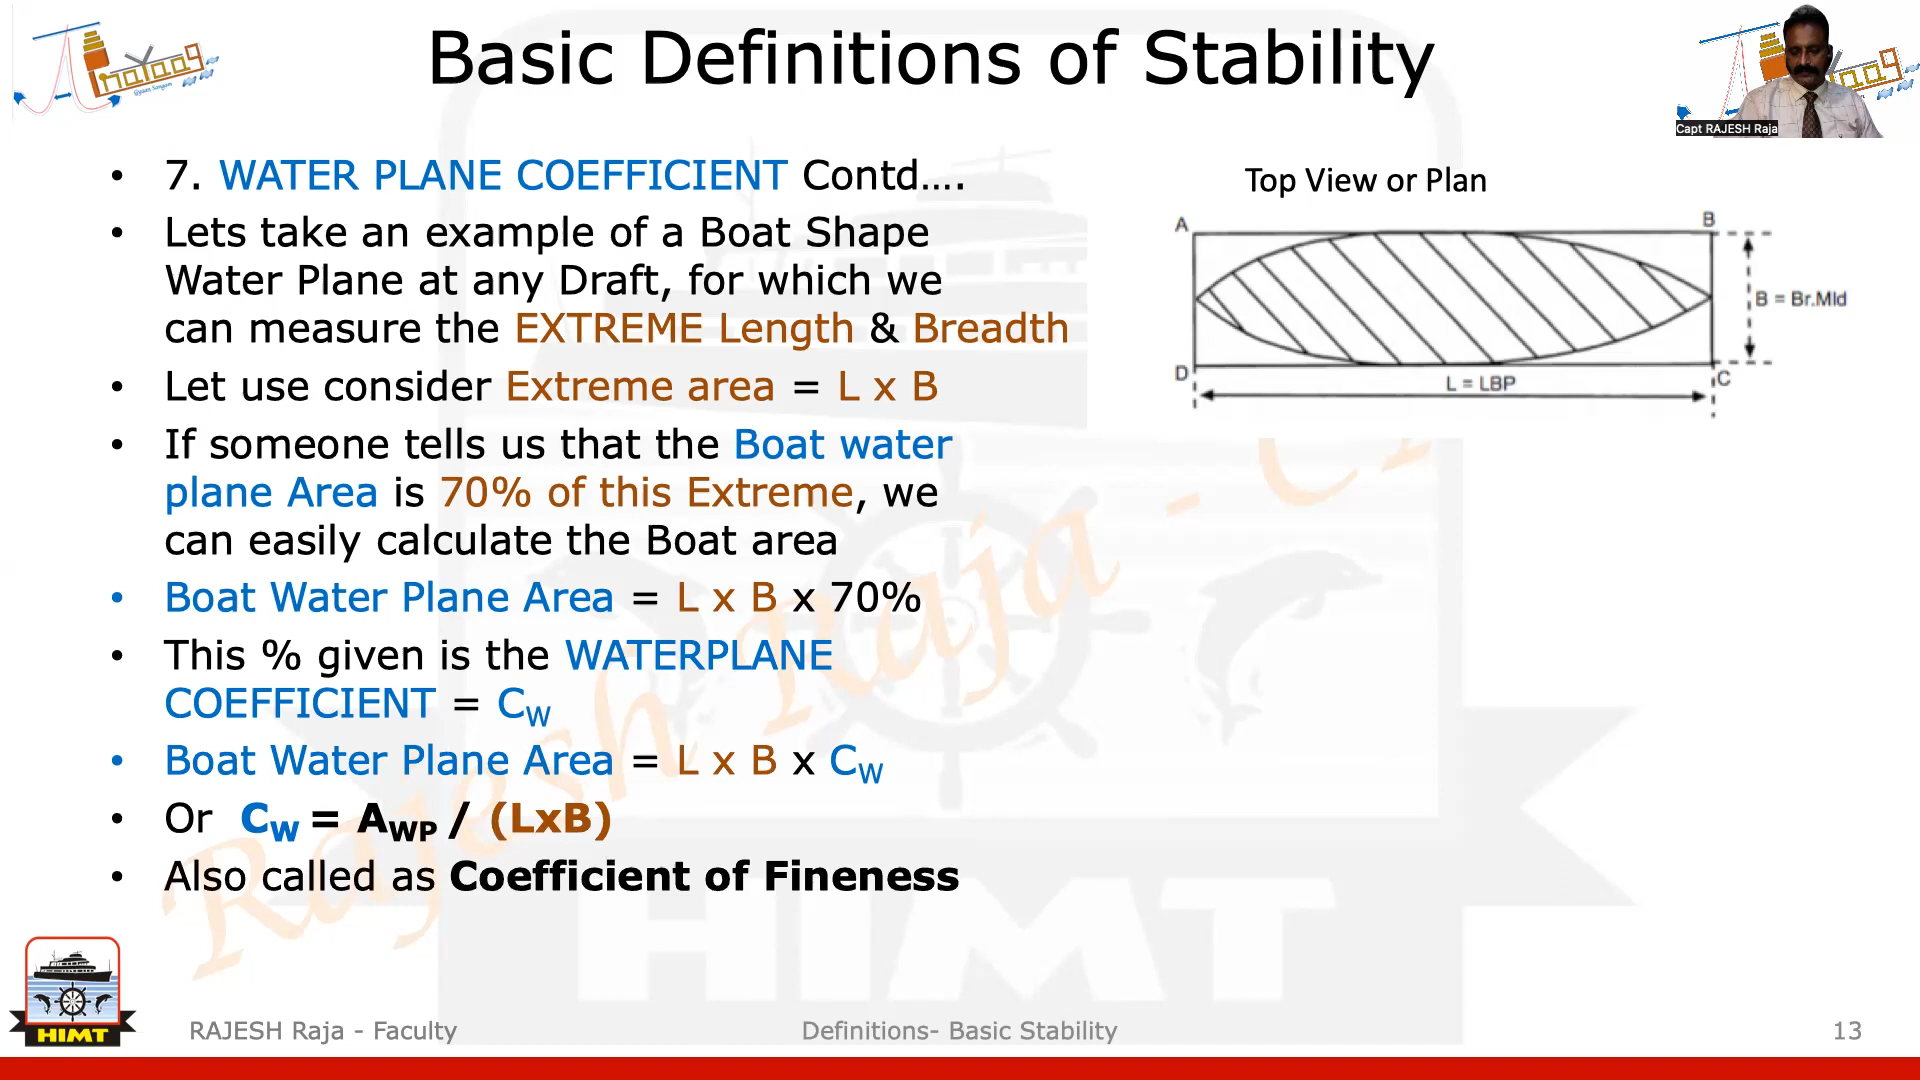 Basic Definitions of Stability
Capt RAJESH Raja
• 7. WATER PLANE COEFFICIENT Contd....
• Lets take an example of a Boat Shape
Water Plane at any Draft, for which we
can measure the EXTREME Length & Breadth
• Let use consider Extreme area = L x B
• If someone tells us that the Boat water
plane Area is 70% of this Extreme, we
can easily calculate the Boat area
• Boat Water Plane Area = L x B x 70%
• This % given is the WATERPLANE
COEFFICIENT = CW
• Boat Water Plane Area = L x B x CW
• Or CW = AWP / (LxB)
• Also called as Coefficient of Fineness
Top View or Plan
A
B
B = Br.Mld
D
C
L = LBP
Rajesh Raja - C
HIMT
HIMT
RAJESH Raja - Faculty
Definitions- Basic Stability
13